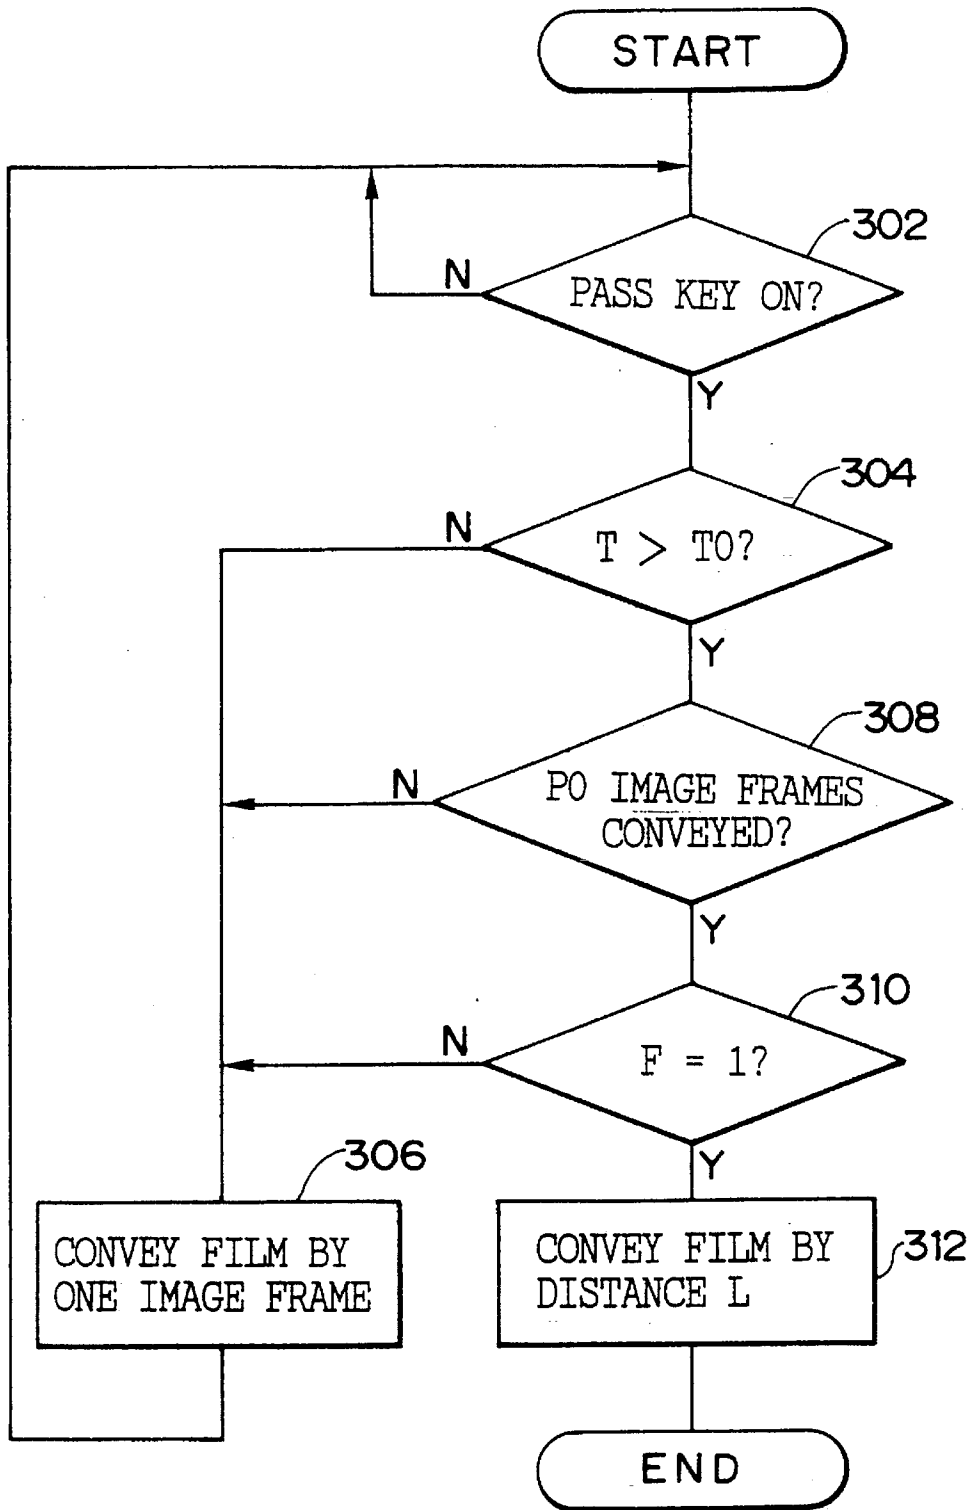 START
302
N
PASS KEY ON?
Y
304
N
T > T0?
Y
308
N
P0 IMAGE FRAMES
CONVEYED?
Y
310
N
F = 1?
Y
306
CONVEY FILM BY
ONE IMAGE FRAME
312
CONVEY FILM BY
DISTANCE L
END